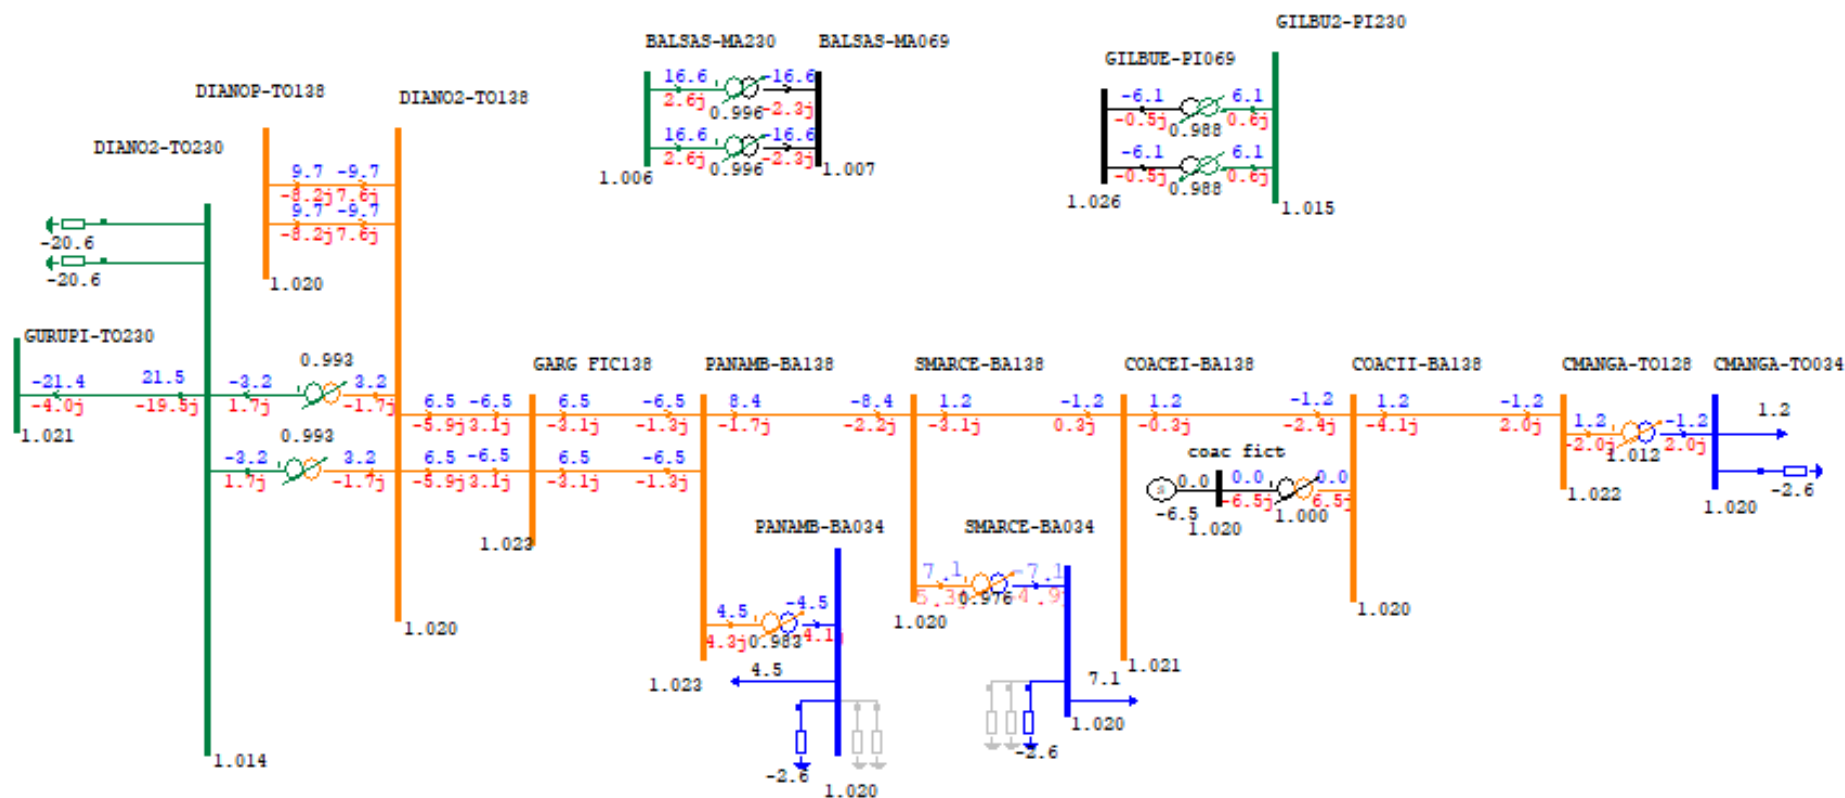 GILBU2-PI230
BALSAS-MA230 BALSAS-MA069
GILBUE-PI069
16.6 -16.6
2.6j 0.996 -2.3j
16.6 -16.6
2.6j 0.996 -2.3j
1.006 1.007
-6.1 6.1
-0.5j 0.988 0.6j
-6.1 6.1
-0.5j 0.988 0.6j
1.026 1.015
DIANOP-TO138 DIANO2-TO138
DIANO2-TO230
9.7 -9.7
-8.2j 7.6j
9.7 -9.7
-8.2j 7.6j
-20.6
-20.6
1.020
GURUPI-TO230
-21.4 21.5
-4.0j -19.5j
1.021
0.993
-3.2 3.2
1.7j -1.7j
0.993
-3.2 3.2
1.7j -1.7j
1.014
1.020
GARG FIC138 PANAMB-BA138 SMARCE-BA138 COACEI-BA138 COACII-BA138 CMANGA-TO128 CMANGA-TO034
6.5 -6.5 6.5 -6.5 8.4 -8.4 1.2 -1.2 1.2 -1.2 1.2 -1.2
-5.9j 3.1j -3.1j -1.3j -1.7j -2.2j -3.1j 0.3j -0.3j -2.4j -4.1j 2.0j
6.5 -6.5 6.5 -6.5
-5.9j 3.1j -3.1j -1.3j
1.2 -1.2 1.2
-2.0j 1.012 2.0j
-2.6
1.022 1.020
coac fict
0.0 0.0 0.0
-6.5 -6.5j 1.000 6.5j
1.020
1.023
PANAMB-BA034 SMARCE-BA034
7.1 -7.1
0.976
1.020 1.020
4.5 -4.5
4.3j 0.983
1.023 4.5
1.021
7.1
1.020
-2.6 -2.6
1.020